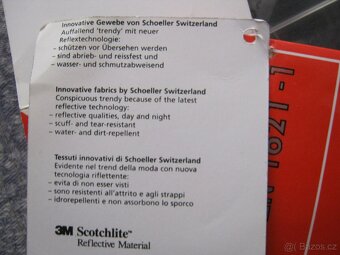 Innovative Gewebe von Schoeller Switzerland
Auffallend 'trendy' mit neuer
Reflextechnologie:
– schützen vor Übersehen werden
– sind abrieb- und reissfest und
– wasser- und schmutzabweisend
Innovative fabrics by Schoeller Switzerland
Conspicuous trendy because of the latest
reflective technology:
– reflective qualities, day and night
– scuff- and tear-resistant
– water- and dirt-repellent
Tessuti innovativi di Schoeller Switzerland
Evidente nel trend della moda con nuova
tecnologia riflettente:
– evita di non esser visti
– sono resistenti all'attrito e agli strappi
– idrorepellenti e non assorbono lo sporco
3M Scotchlite™
Reflective Material